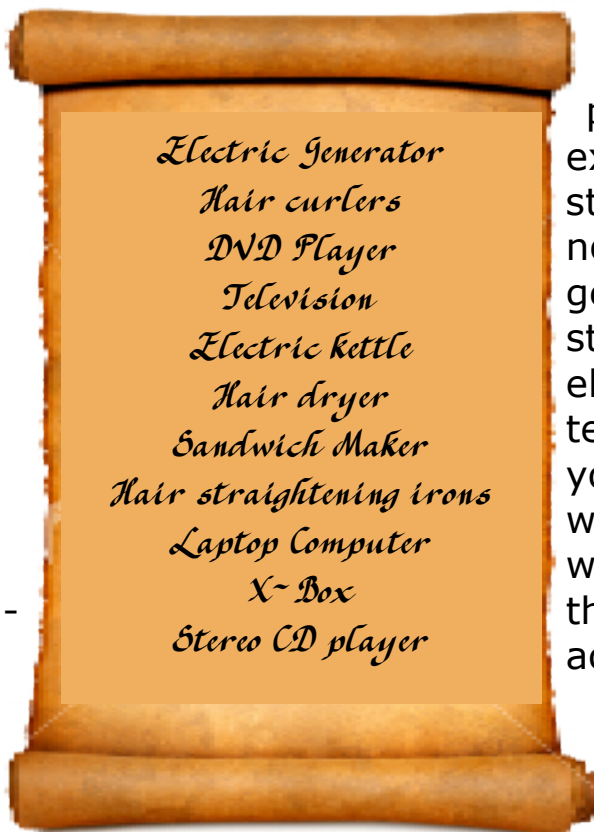 Electric Generator
Hair curlers
DVD Player
Television
Electric kettle
Hair dryer
Sandwich Maker
Hair straightening irons
Laptop Computer
X~ Box
-
Stereo CD player